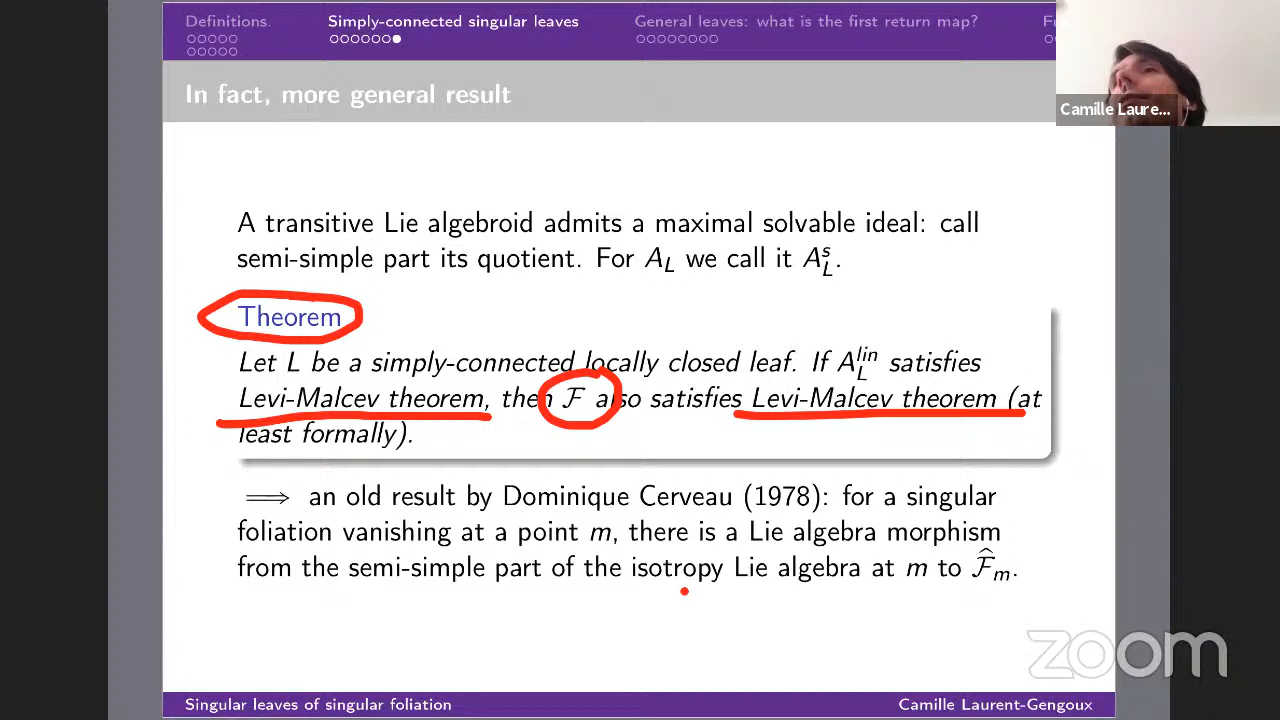 Definitions.
Simply-connected singular leaves
General leaves: what is the first return map?
In fact, more general result
Camille Laure...
A transitive Lie algebroid admits a maximal solvable ideal: call
semi-simple part its quotient. For A_L we call it A_L^s.
Theorem
Let L be a simply-connected locally closed leaf. If A_L^{lin} satisfies
Levi-Malcev theorem, then ℱ also satisfies Levi-Malcev theorem (at
least formally).
⟹ an old result by Dominique Cerveau (1978): for a singular
foliation vanishing at a point m, there is a Lie algebra morphism
from the semi-simple part of the isotropy Lie algebra at m to ℱ̂_m.
zoom
Singular leaves of singular foliation
Camille Laurent-Gengoux